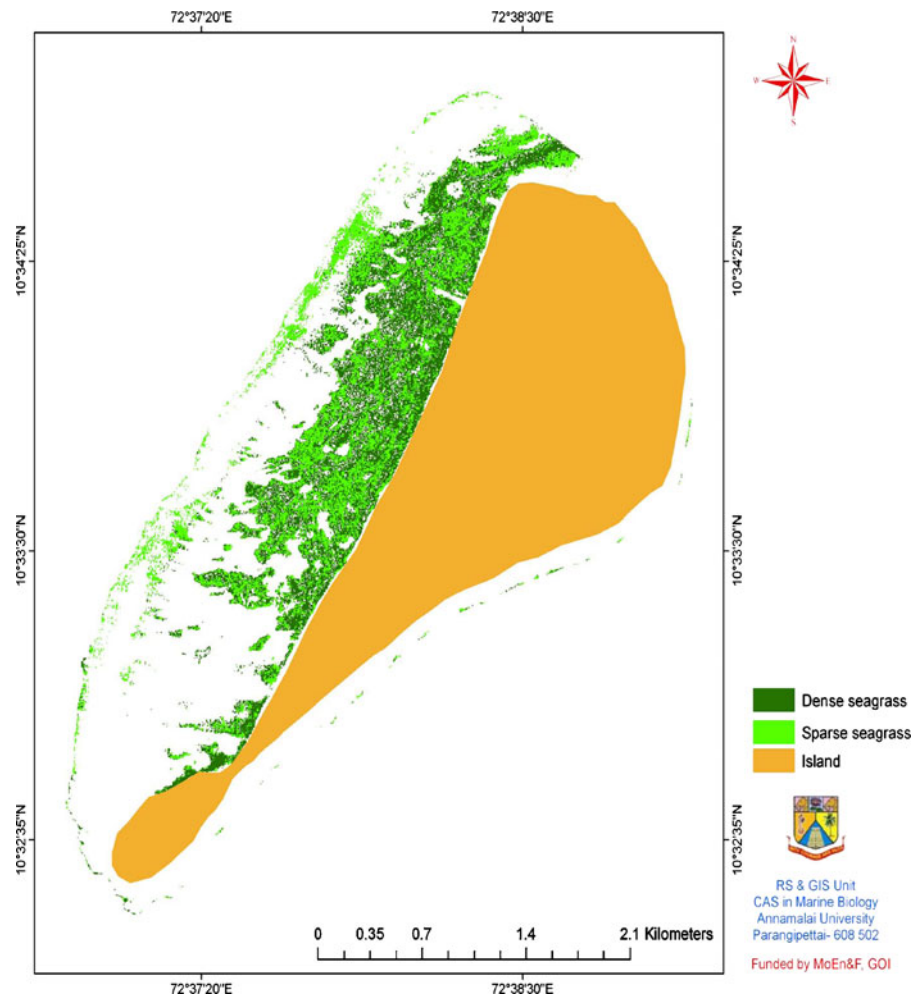 72°37'20"E 72°38'30"E
N
W E
S
10°34'25"N 10°34'25"N
10°33'30"N 10°33'30"N
Dense seagrass
Sparse seagrass
Island
10°32'35"N 10°32'35"N
RS & GIS Unit
CAS in Marine Biology
Annamalai University
Parangipettai- 608 502
Funded by MoEn&F, GOI
0 0.35 0.7 1.4 2.1 Kilometers
72°37'20"E 72°38'30"E